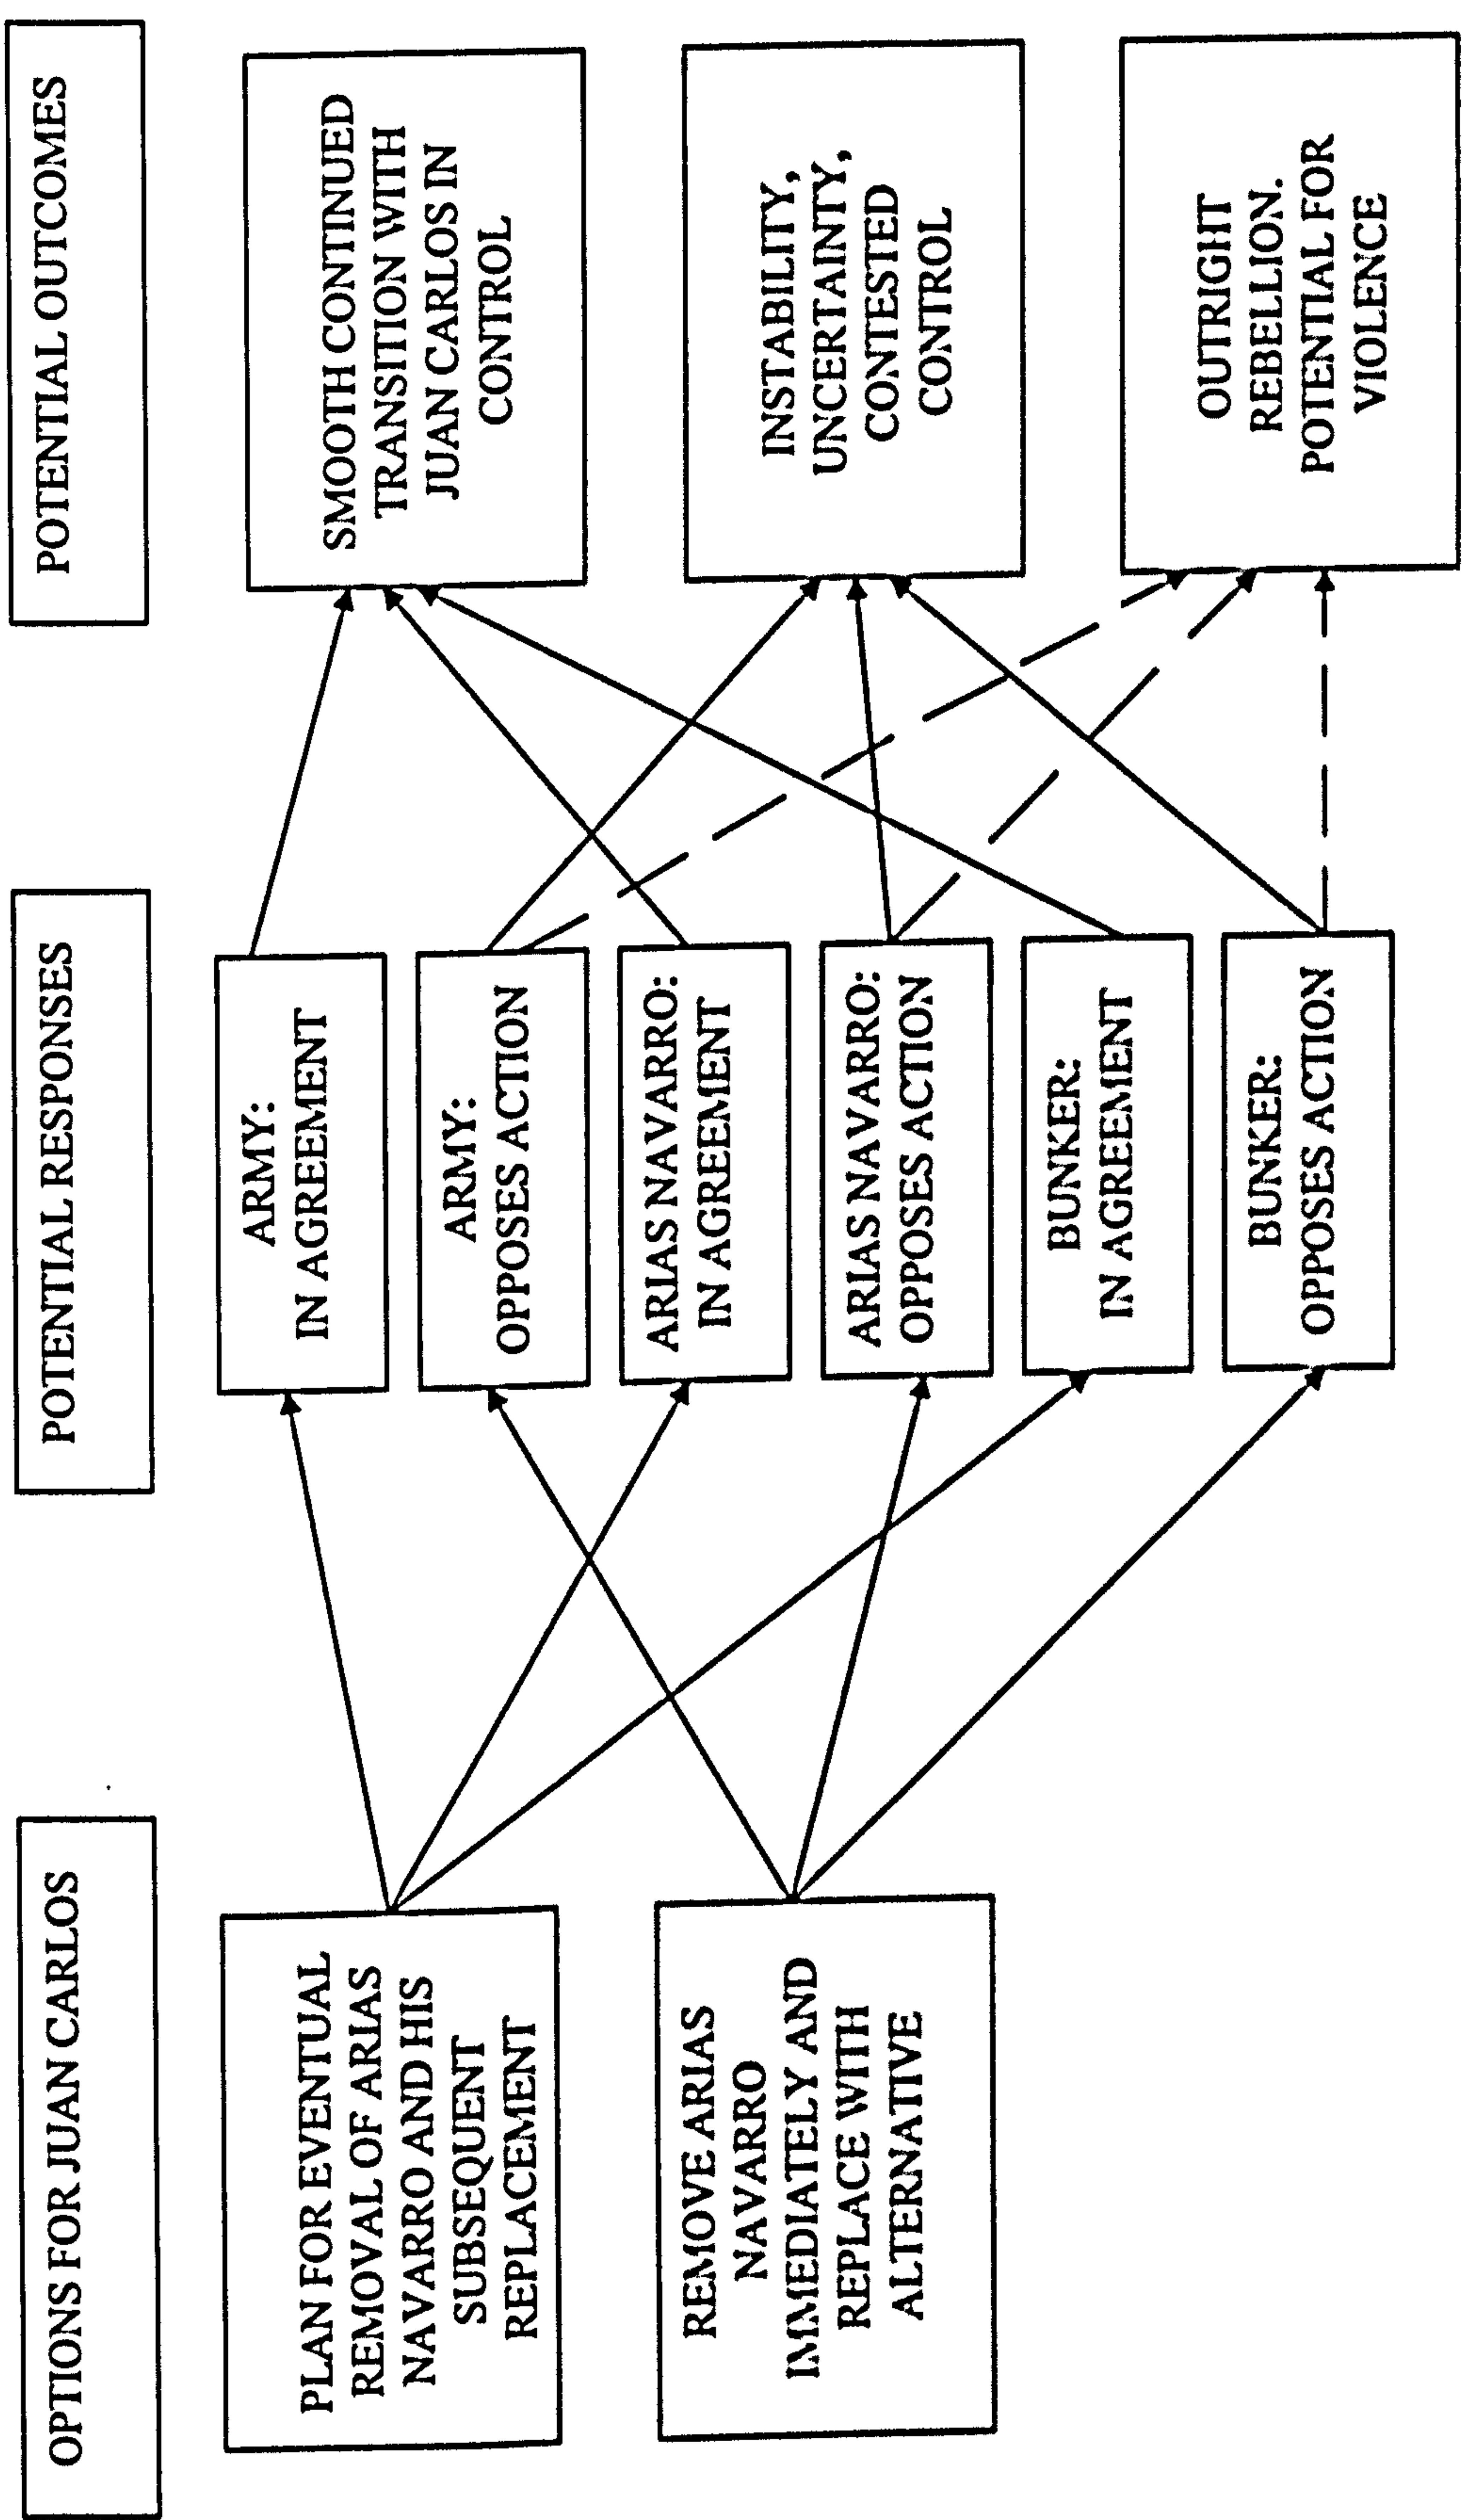 OPTIONS FOR JUAN CARLOS
PLAN FOR EVENTUAL
REMOVAL OF ARIAS
NAVARRO AND HIS
SUBSEQUENT
REPLACEMENT
REMOVE ARIAS
NAVARRO
IMMEDIATELY AND
REPLACE WITH
ALTERNATIVE
POTENTIAL RESPONSES
ARMY:
IN AGREEMENT
ARMY:
OPPOSES ACTION
ARIAS NAVARRO:
IN AGREEMENT
ARIAS NAVARRO:
OPPOSES ACTION
BUNKER:
IN AGREEMENT
BUNKER:
OPPOSES ACTION
POTENTIAL OUTCOMES
SMOOTH CONTINUED
TRANSITION WITH
JUAN CARLOS IN
CONTROL
INSTABILITY,
UNCERTAINTY,
CONTESTED
CONTROL
OUTRIGHT
REBELLION.
POTENTIAL FOR
VIOLENCE